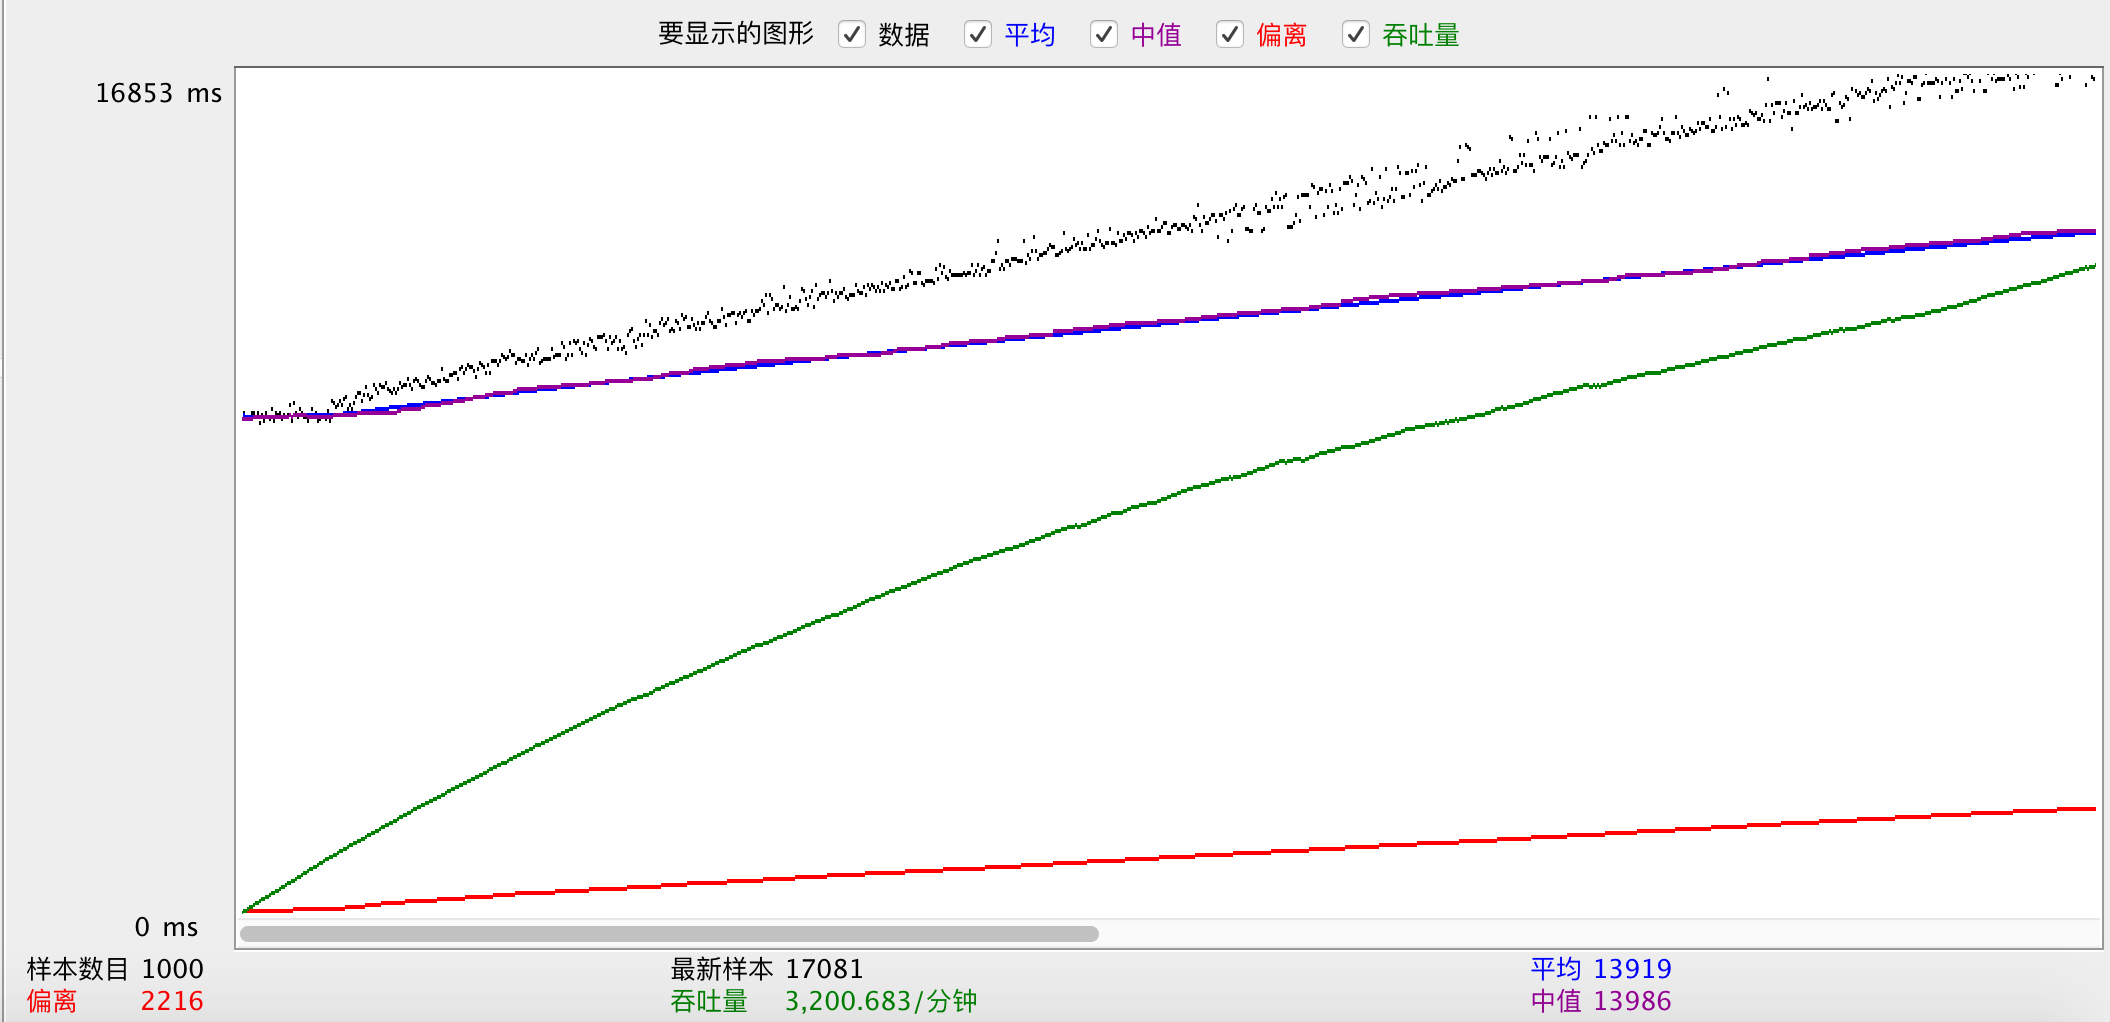 要显示的图形 数据 平均 中值 偏离 吞吐量
16853 ms
0 ms
样本数目 1000 最新样本 17081 平均 13919
偏离 2216 吞吐量 3,200.683/分钟 中值 13986